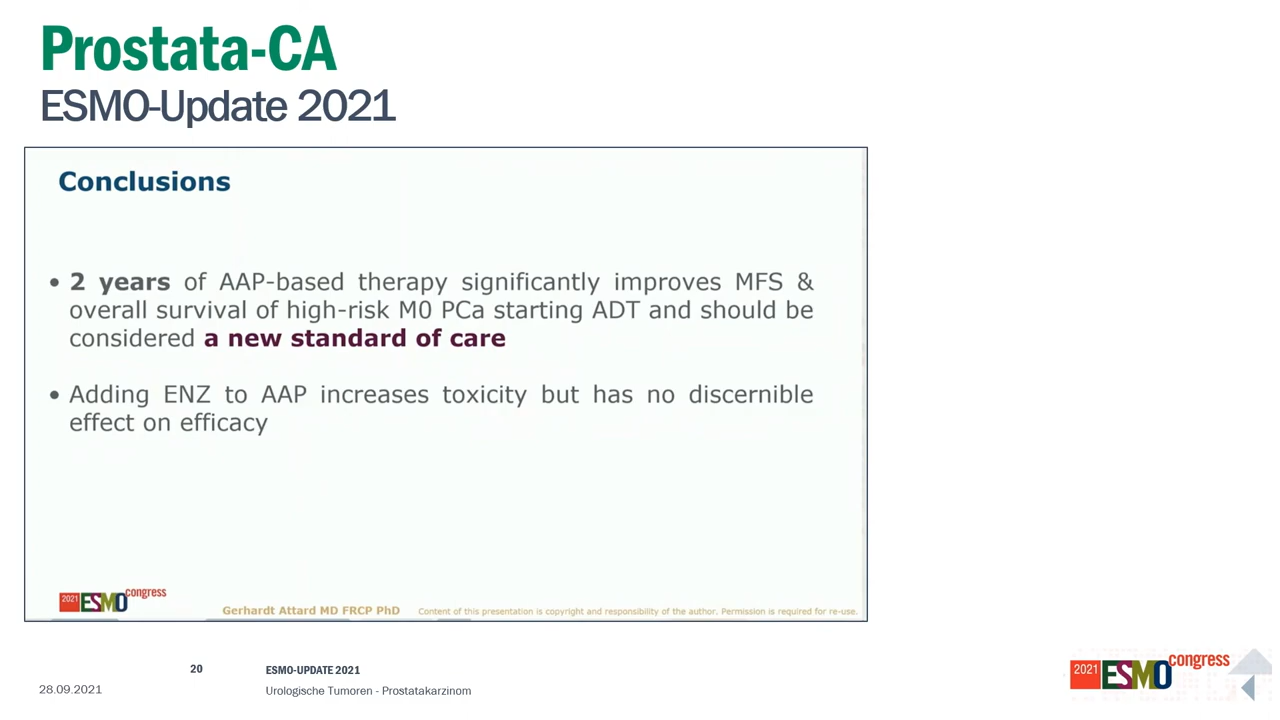 Prostata-CA
ESMO-Update 2021
Conclusions
• 2 years of AAP-based therapy significantly improves MFS &
overall survival of high-risk M0 PCa starting ADT and should be
considered a new standard of care
• Adding ENZ to AAP increases toxicity but has no discernible
effect on efficacy
2021 ESMO congress
Gerhardt Attard MD FRCP PhD
Content of this presentation is copyright and responsibility of the author. Permission is required for re-use.
20
ESMO-UPDATE 2021
28.09.2021
Urologische Tumoren - Prostatakarzinom
2021 ESMO congress